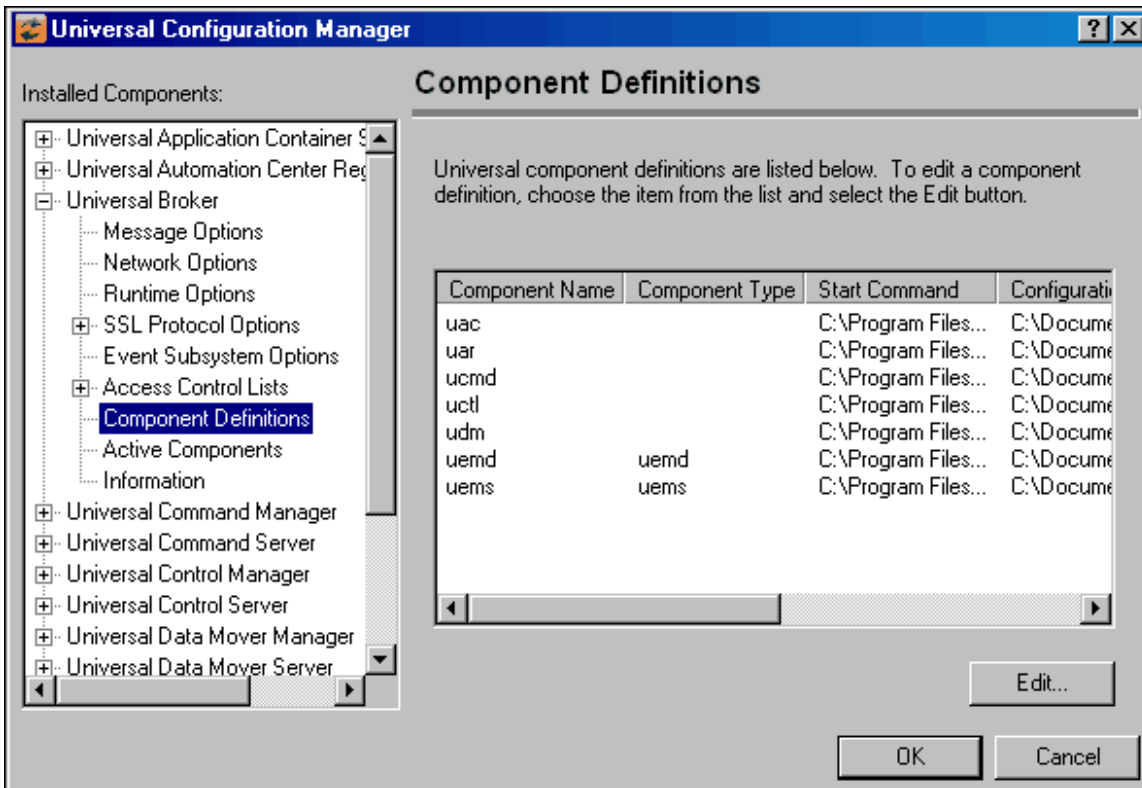 Universal Configuration Manager
Installed Components:
Universal Application Container S
Universal Automation Center Reg
Universal Broker
Message Options
Network Options
Runtime Options
SSL Protocol Options
Event Subsystem Options
Access Control Lists
Component Definitions
Active Components
Information
Universal Command Manager
Universal Command Server
Universal Control Manager
Universal Control Server
Universal Data Mover Manager
Universal Data Mover Server
Component Definitions
Universal component definitions are listed below. To edit a component
definition, choose the item from the list and select the Edit button.
Component Name Component Type Start Command Configuratio
uac C:\Program Files... C:\Docume
uar C:\Program Files... C:\Docume
ucmd C:\Program Files... C:\Docume
uctl C:\Program Files... C:\Docume
udm C:\Program Files... C:\Docume
uemd uemd C:\Program Files... C:\Docume
uems uems C:\Program Files... C:\Docume
Edit...
OK Cancel